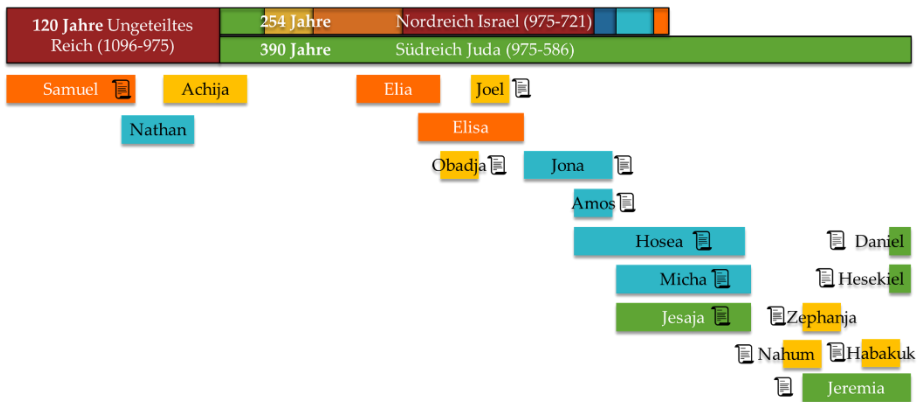 120 Jahre Ungeteiltes
Reich (1096-975)
254 Jahre Nordreich Israel (975-721)
390 Jahre Südreich Juda (975-586)
Samuel Achija Elia Joel
Nathan Elisa
Obadja Jona
Amos
Hosea Daniel
Micha Hesekiel
Jesaja Zephanja
Nahum Habakuk
Jeremia